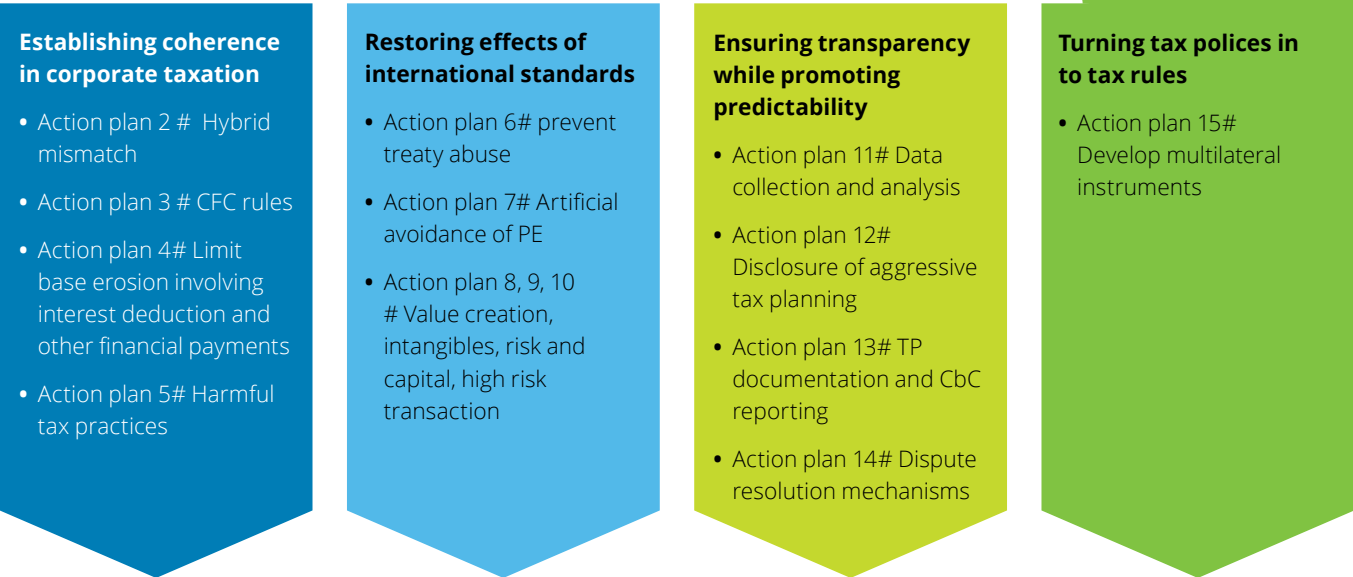 Establishing coherence
in corporate taxation
• Action plan 2 # Hybrid
mismatch
• Action plan 3 # CFC rules
• Action plan 4# Limit
base erosion involving
interest deduction and
other financial payments
• Action plan 5# Harmful
tax practices
Restoring effects of
international standards
• Action plan 6# prevent
treaty abuse
• Action plan 7# Artificial
avoidance of PE
• Action plan 8, 9, 10
# Value creation,
intangibles, risk and
capital, high risk
transaction
Ensuring transparency
while promoting
predictability
• Action plan 11# Data
collection and analysis
• Action plan 12#
Disclosure of aggressive
tax planning
• Action plan 13# TP
documentation and CbC
reporting
• Action plan 14# Dispute
resolution mechanisms
Turning tax polices in
to tax rules
• Action plan 15#
Develop multilateral
instruments